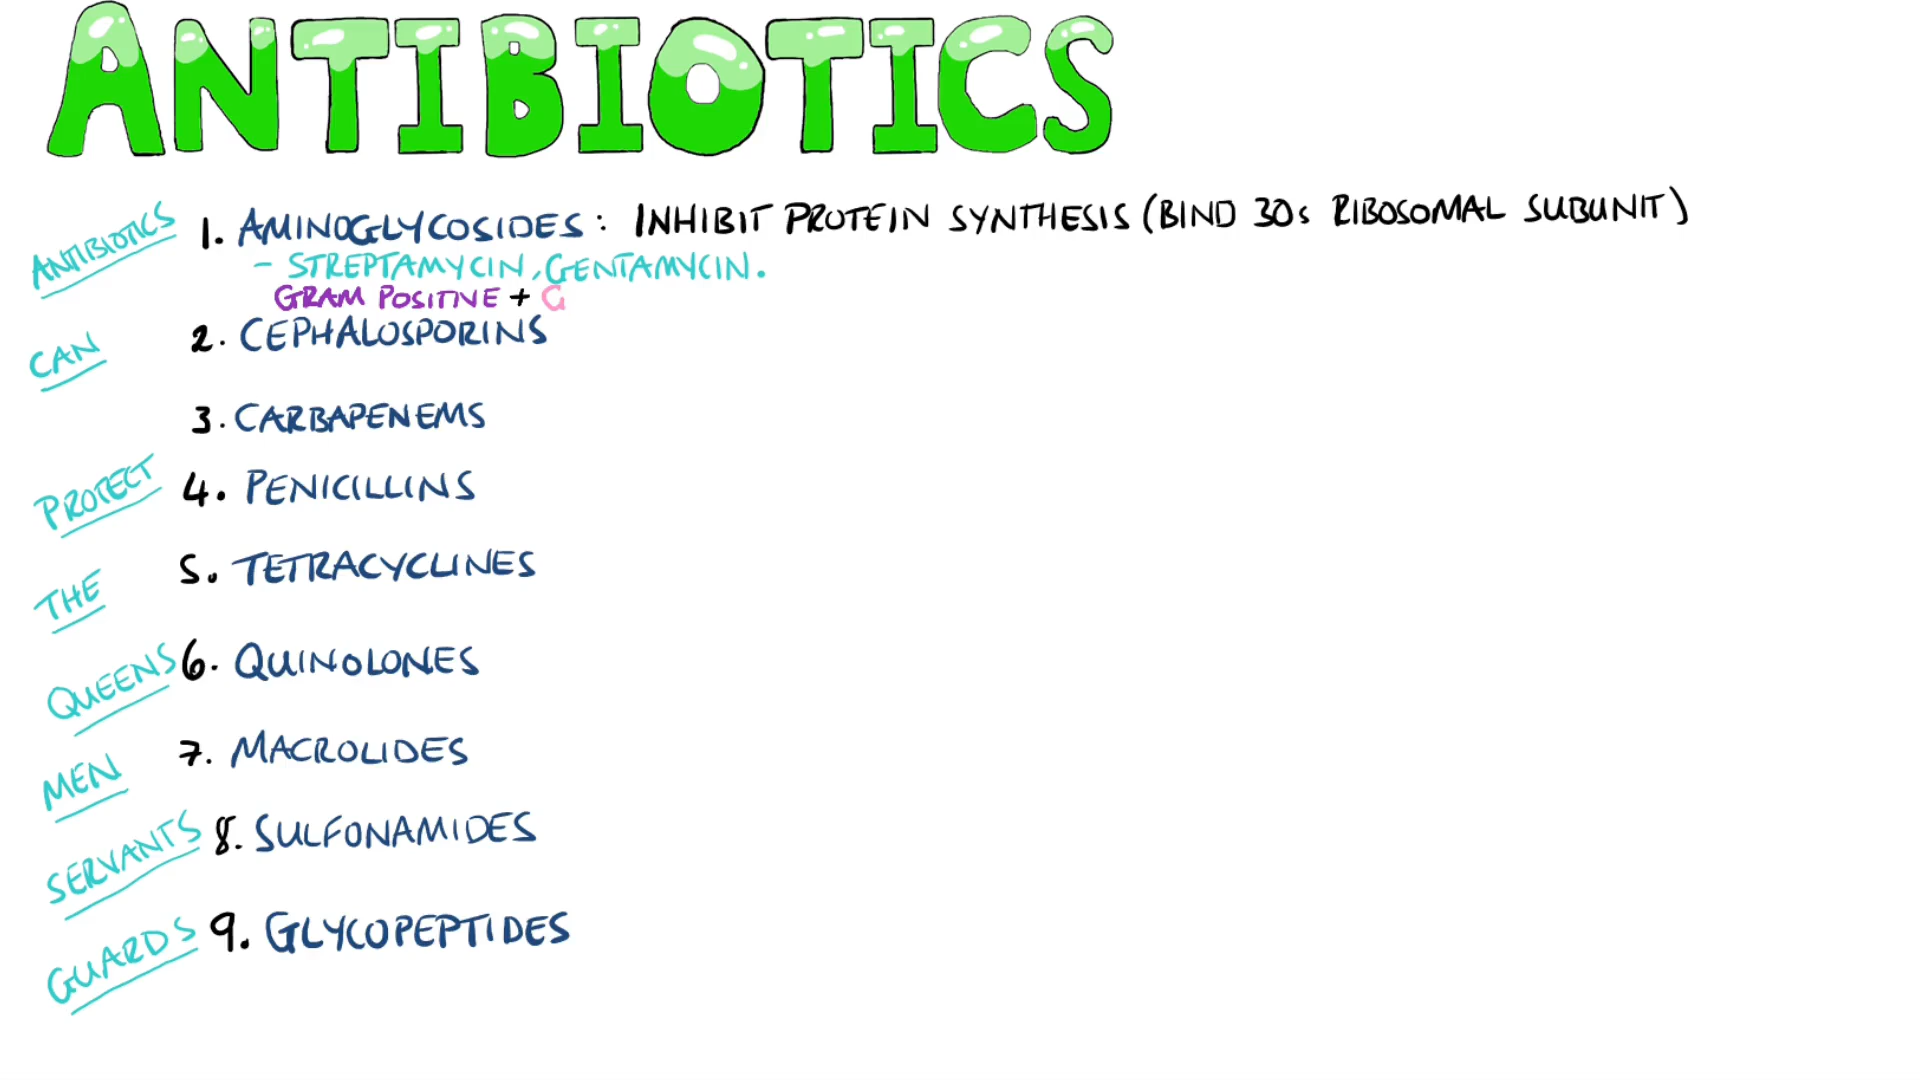 ANTIBIOTICS
ANTIBIOTICS 1. AMINOGLYCOSIDES: INHIBIT PROTEIN SYNTHESIS (BIND 30s RIBOSOMAL SUBUNIT)
- STREPTAMYCIN, GENTAMYCIN.
GRAM POSITIVE + G
CAN 2. CEPHALOSPORINS
3. CARBAPENEMS
PROTECT 4. PENICILLINS
THE 5. TETRACYCLINES
QUEENS 6. QUINOLONES
MEN 7. MACROLIDES
SERVANTS 8. SULFONAMIDES
GUARDS 9. GLYCOPEPTIDES